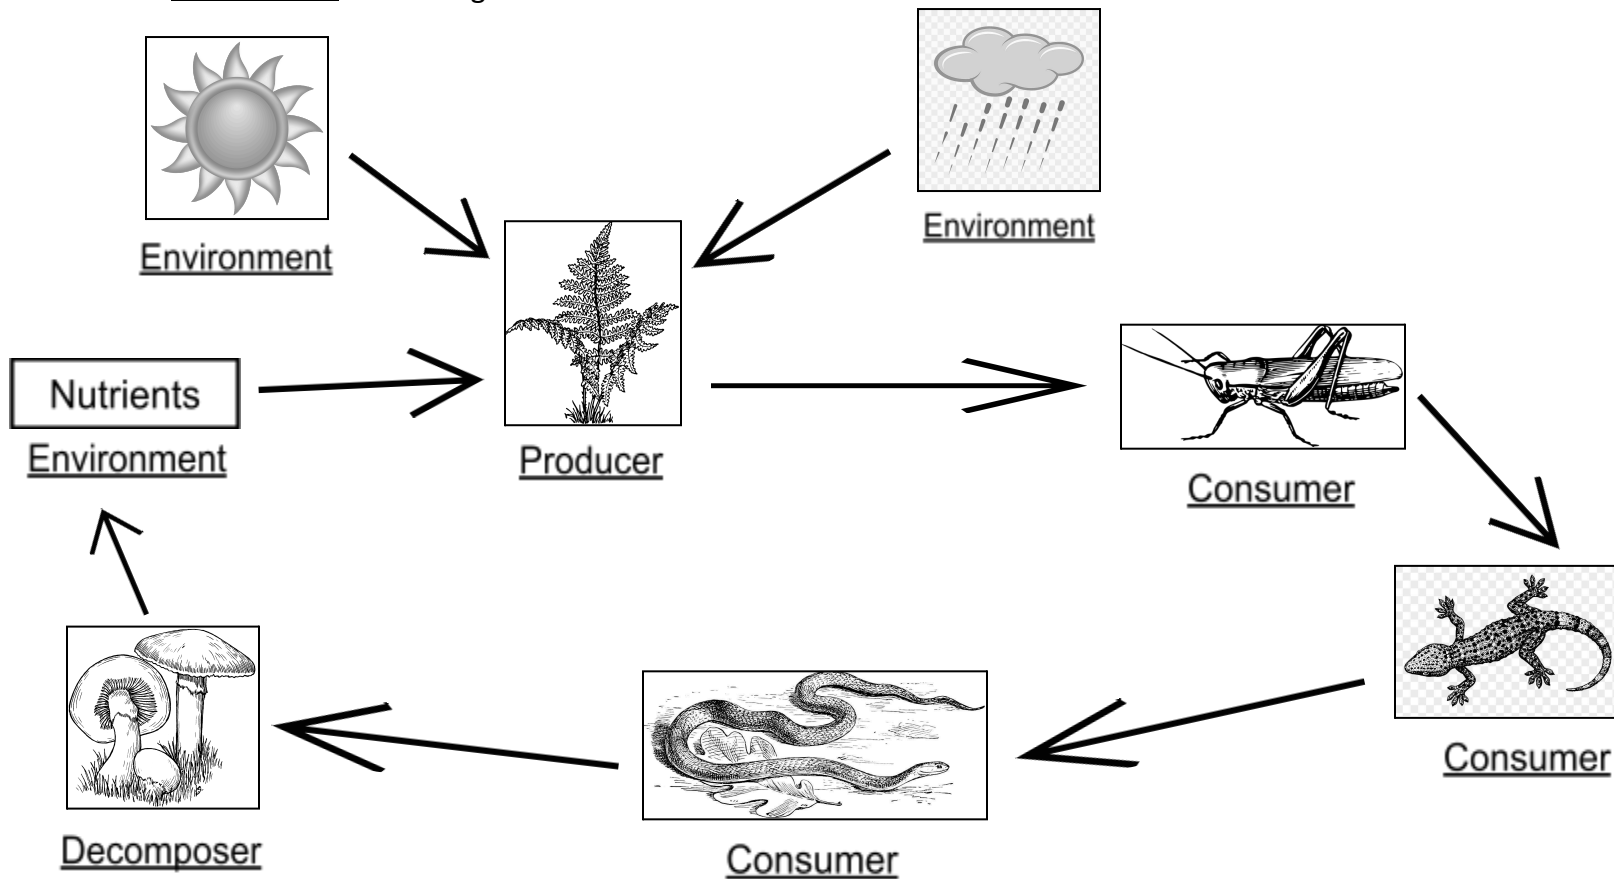 Environment
Environment
Nutrients
Environment
Producer
Consumer
Consumer
Decomposer
Consumer